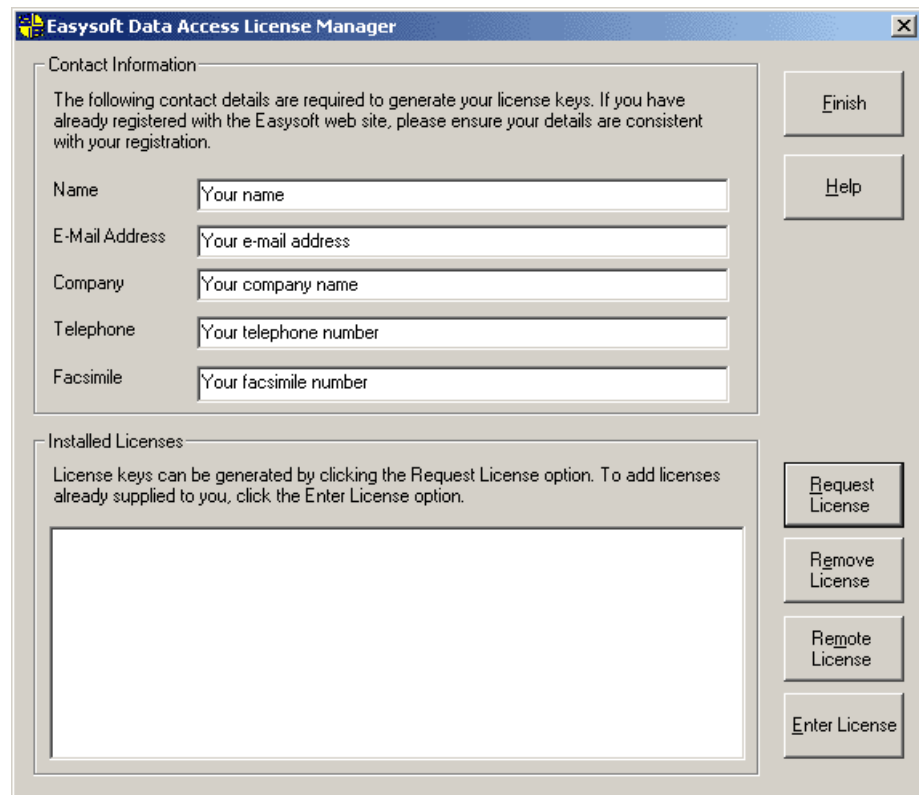 Easysoft Data Access License Manager
Contact Information
The following contact details are required to generate your license keys. If you have
already registered with the Easysoft web site, please ensure your details are consistent
with your registration.
Name
Your name
E-Mail Address
Your e-mail address
Company
Your company name
Telephone
Your telephone number
Facsimile
Your facsimile number
Finish
Help
Installed Licenses
License keys can be generated by clicking the Request License option. To add licenses
already supplied to you, click the Enter License option.
Request
License
Remove
License
Remote
License
Enter License